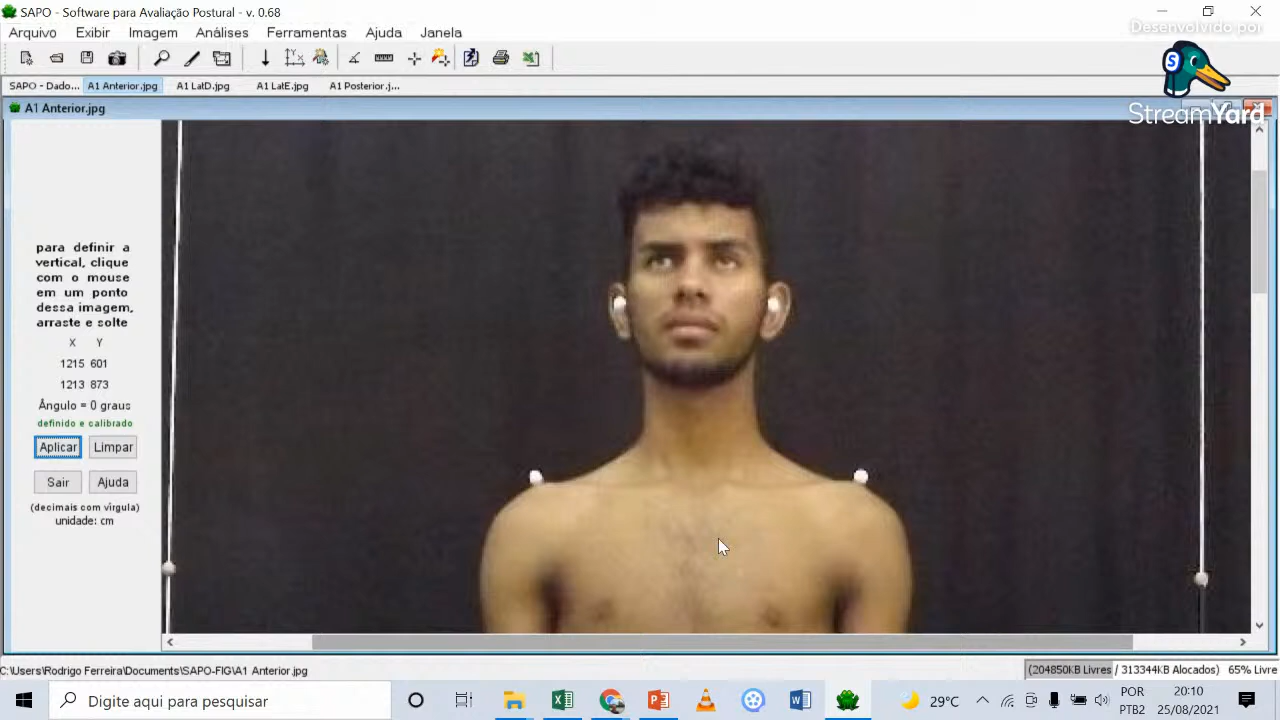 SAPO - Software para Avaliação Postural - v. 0.68
Desenvolvido por
Arquivo Exibir Imagem Análises Ferramentas Ajuda Janela
S
StreamYard
SAPO - Dado... A1 Anterior.jpg A1 LatD.jpg A1 LatE.jpg A1 Posterior.j...
A1 Anterior.jpg
para definir a
vertical, clique
com o mouse
em um ponto
dessa imagem,
arraste e solte
X Y
1215 601
1213 873
Ângulo = 0 graus
definido e calibrado
Aplicar Limpar
Sair Ajuda
(decimais com vírgula)
unidade: cm
C:\Users\Rodrigo Ferreira\Documents\SAPO-FIG\A1 Anterior.jpg
(204850KB Livres / 313344kB Alocados) 65% Livre
Digite aqui para pesquisar
29°C
POR
PTB2
20:10
25/08/2021